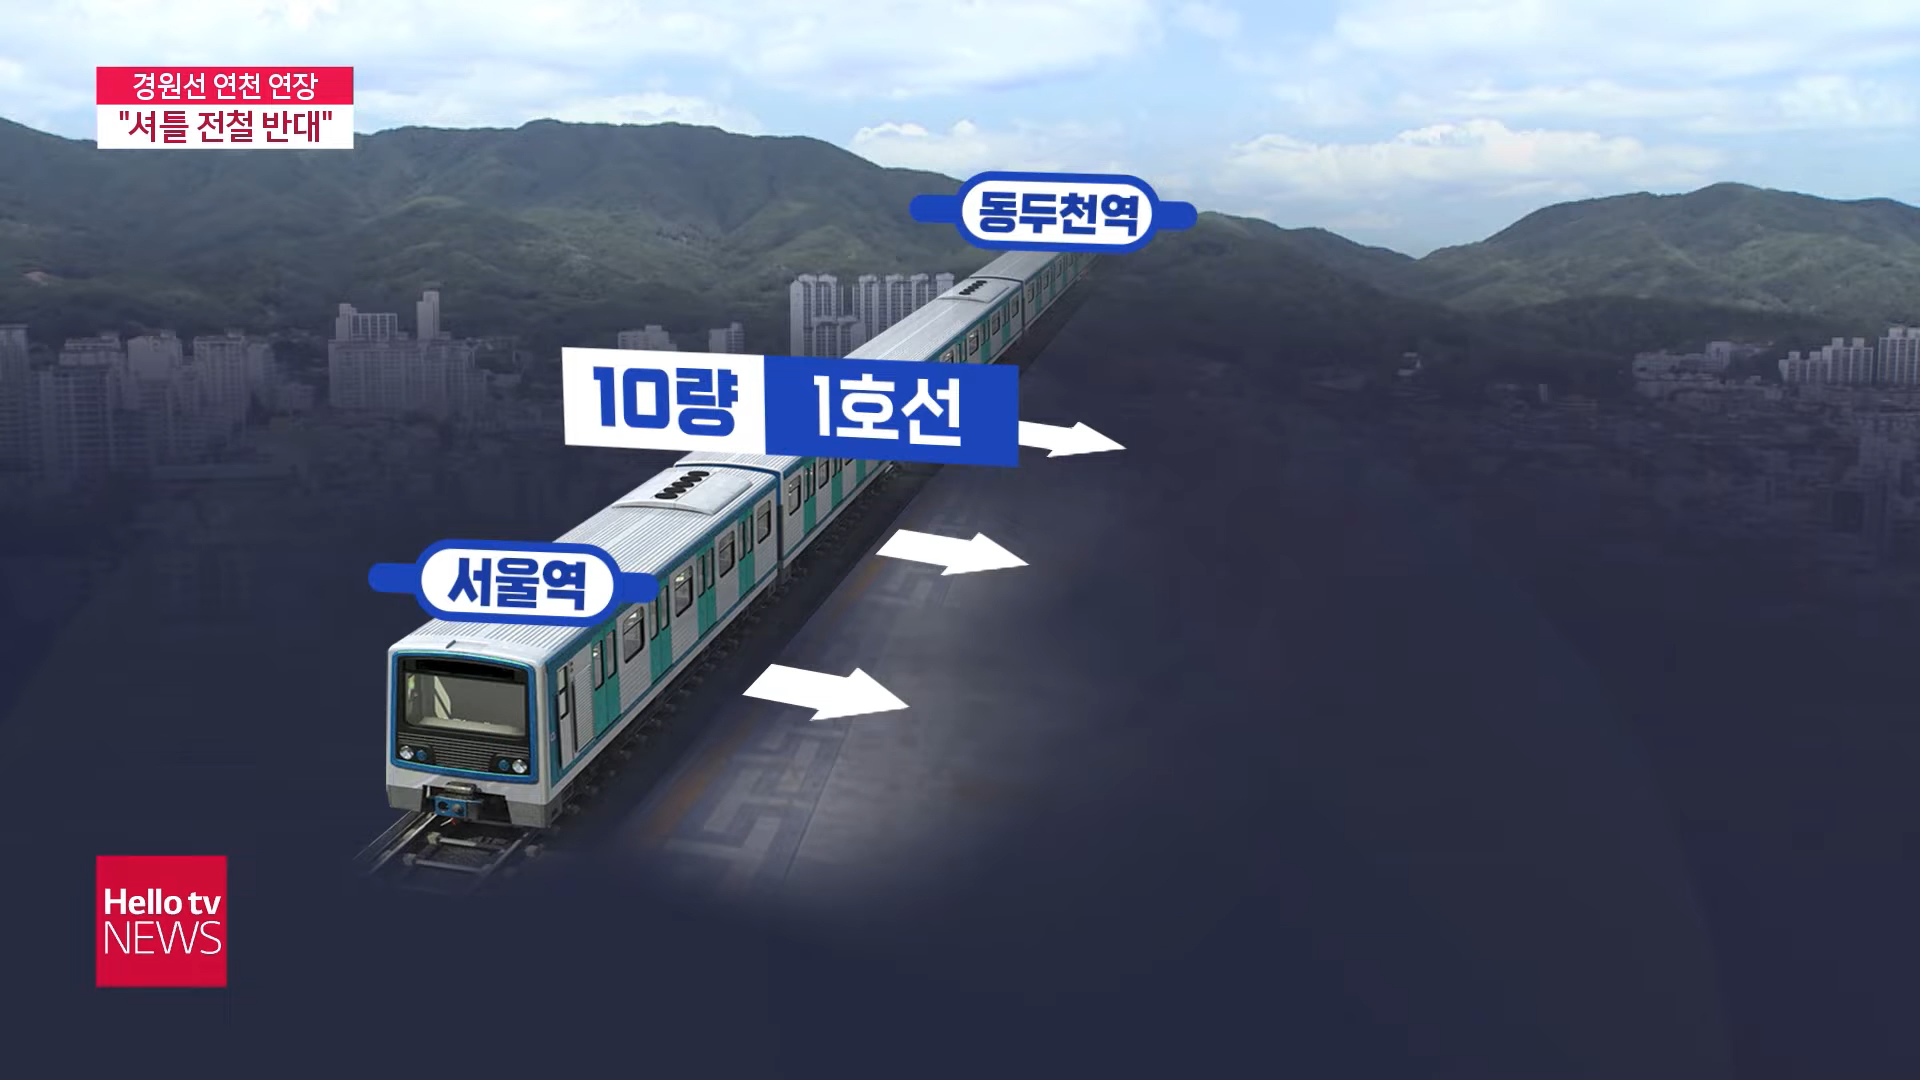 경원선 연천 연장
"셔틀 전철 반대"
동두천역
10량 1호선
서울역
Hello tv
NEWS